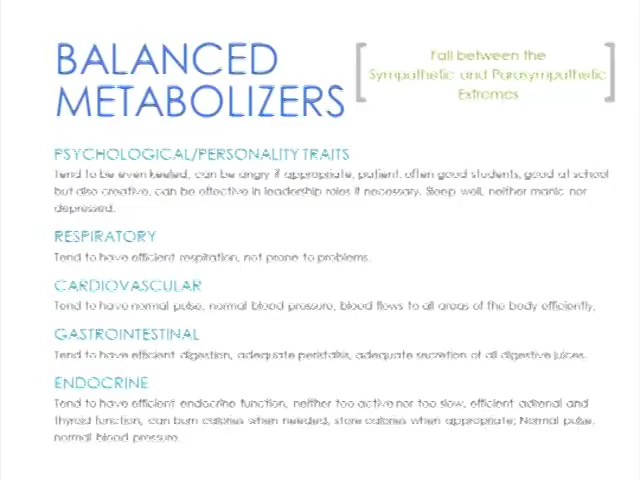 BALANCED
METABOLIZERS
Fall between the
Sympathetic and Parasympathetic
Extremes
PSYCHOLOGICAL/PERSONALITY TRAITS
Tend to be even keeled, can be angry if appropriate, patient, often good students, good at school
but also creative, can be effective in leadership roles if necessary. Sleep well, neither manic nor
depressed.
RESPIRATORY
Tend to have efficient respiration, not prone to problems.
CARDIOVASCULAR
Tend to have normal pulse, normal blood pressure, blood flows to all areas of the body efficiently.
GASTROINTESTINAL
Tend to have efficient digestion, adequate peristalsis, adequate secretion of all digestive juices.
ENDOCRINE
Tend to have efficient endocrine function, neither too active nor too slow, efficient adrenal and
thyroid function, can burn calories when needed, store calories when appropriate; Normal pulse,
normal blood pressure.